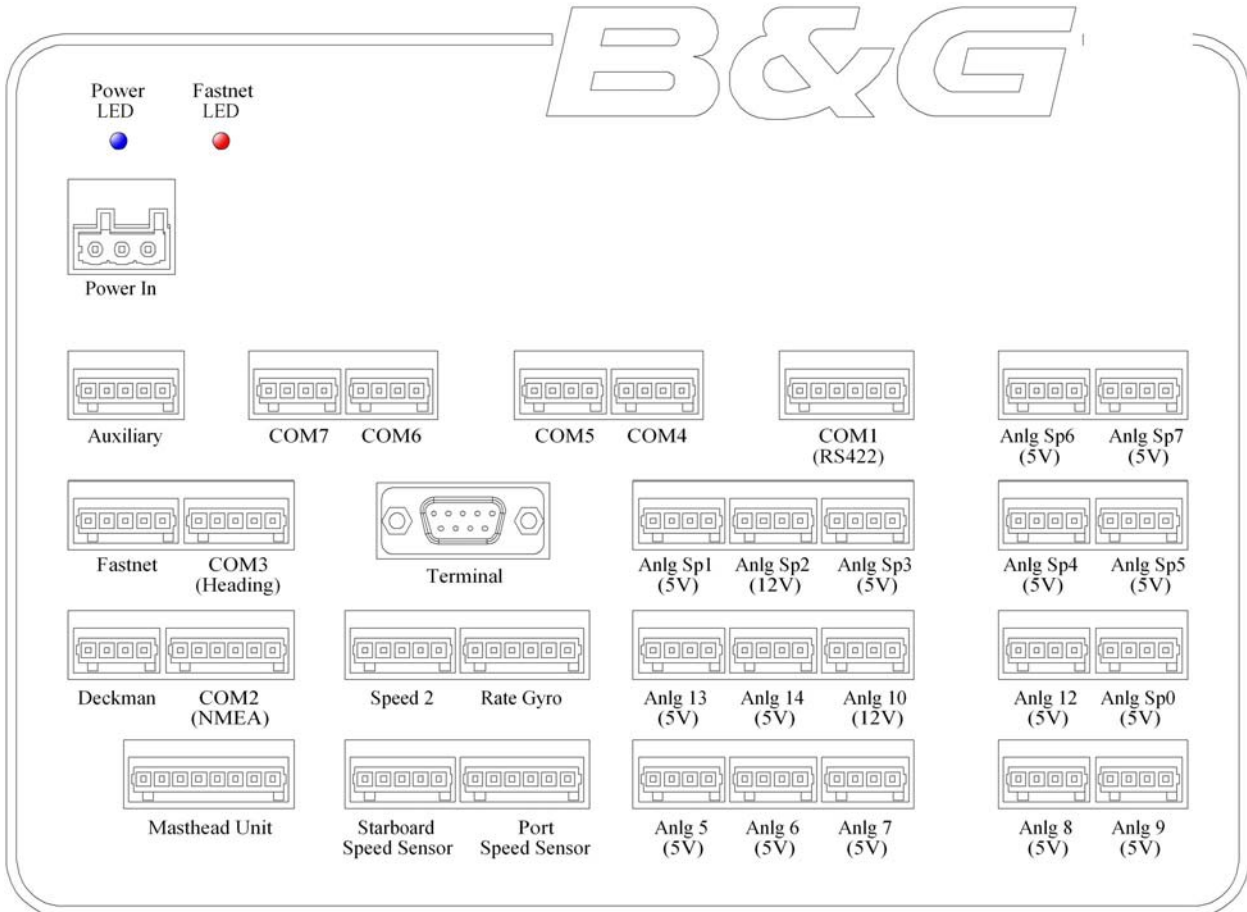 B&G
Power Fastnet
LED LED
Power In
Auxiliary COM7 COM6 COM5 COM4 COM1 Anlg Sp6 Anlg Sp7
(RS422) (5V) (5V)
Fastnet COM3 Terminal Anlg Sp1 Anlg Sp2 Anlg Sp3 Anlg Sp4 Anlg Sp5
(Heading) (5V) (12V) (5V) (5V) (5V)
Deckman COM2 Speed 2 Rate Gyro Anlg 13 Anlg 14 Anlg 10 Anlg 12 Anlg Sp0
(NMEA) (5V) (5V) (12V) (5V) (5V)
Masthead Unit Starboard Port Anlg 5 Anlg 6 Anlg 7 Anlg 8 Anlg 9
Speed Sensor Speed Sensor (5V) (5V) (5V) (5V) (5V)